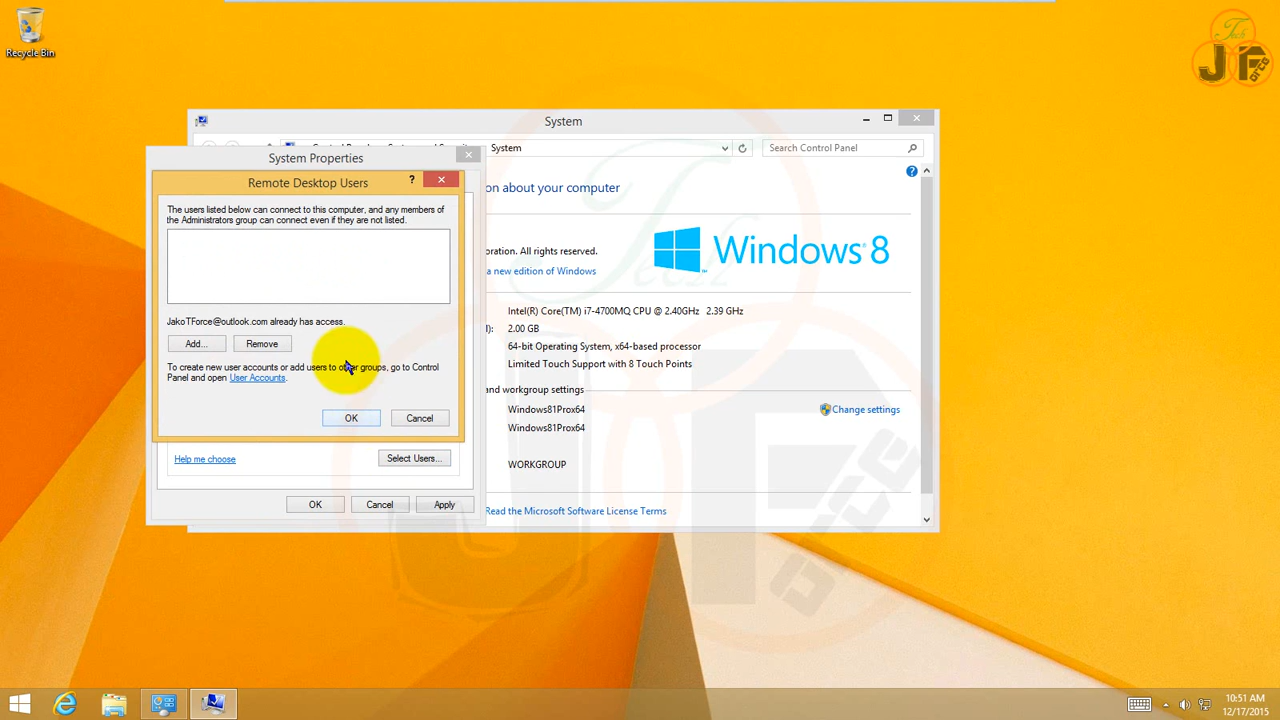 Recycle Bin
Tech
JF
orce
System
System
Search Control Panel
System Properties
Remote Desktop Users
?
The users listed below can connect to this computer, and any members of
the Administrators group can connect even if they are not listed.
JakoTForce@outlook.com already has access.
Add...
Remove
To create new user accounts or add users to other groups, go to Control
Panel and open User Accounts.
OK
Cancel
Help me choose
Select Users...
OK
Cancel
Apply
?
on about your computer
oration. All rights reserved.
a new edition of Windows
Windows 8
Intel(R) Core(TM) i7-4700MQ CPU @ 2.40GHz 2.39 GHz
): 2.00 GB
64-bit Operating System, x64-based processor
Limited Touch Support with 8 Touch Points
and workgroup settings
Windows81Prox64
Change settings
Windows81Prox64
WORKGROUP
Read the Microsoft Software License Terms
10:51 AM
12/17/2015